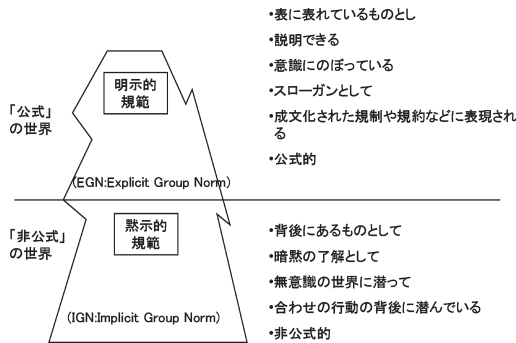 ・表に表れているものとし
・説明できる
・意識にのぼっている
・スローガンとして
・成文化された規制や規約などに表現され
る
・公式的
明示的
規範
「公式」
の世界
(EGN:Explicit Group Norm)
黙示的
規範
「非公式」
の世界
(IGN:Implicit Group Norm)
・背後にあるものとして
・暗黙の了解として
・無意識の世界に潜って
・合わせの行動の背後に潜んでいる
・非公式的